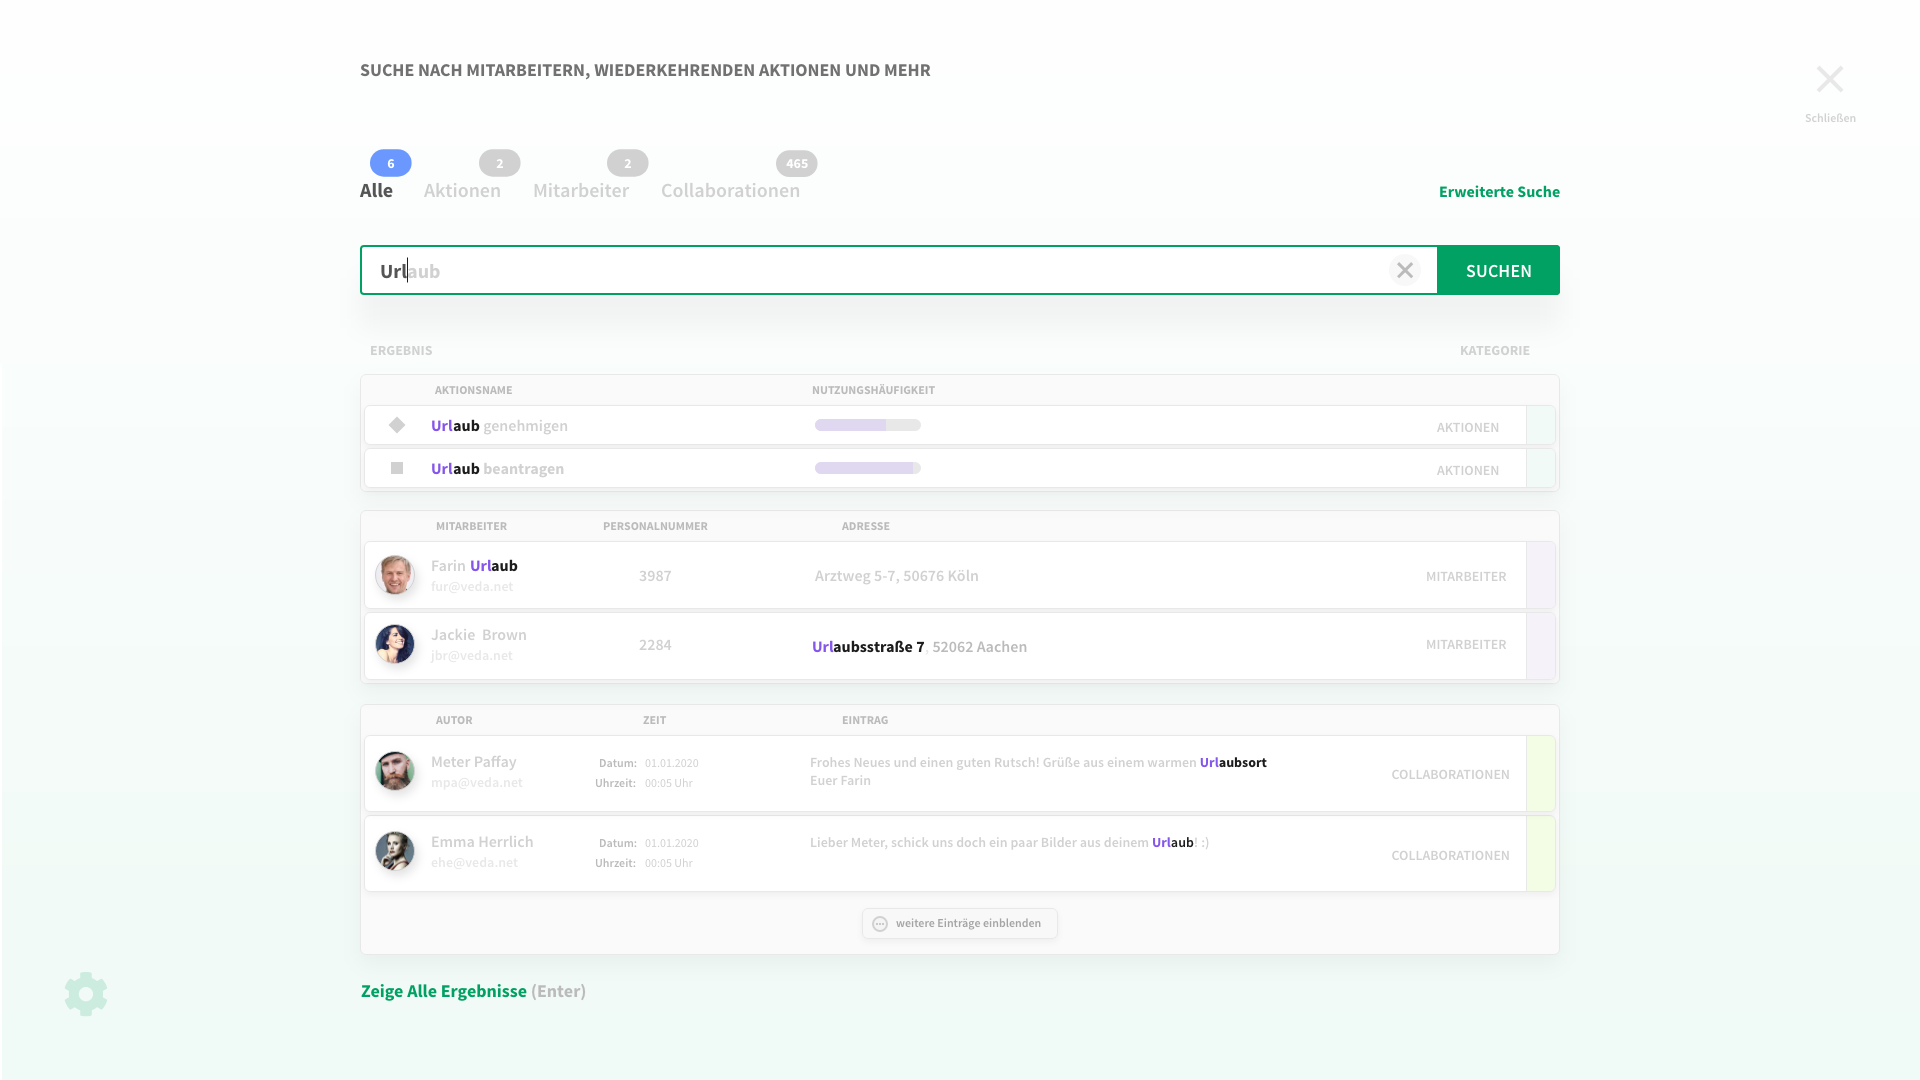 SUCHE NACH MITARBEITERN, WIEDERKEHRENDEN AKTIONEN UND MEHR
Schließen
6 2 2 465
Alle Aktionen Mitarbeiter Collaborationen
Erweiterte Suche
Urlaub
SUCHEN
ERGEBNIS KATEGORIE
AKTIONSNAME NUTZUNGSHÄUFIGKEIT
Urlaub genehmigen AKTIONEN
Urlaub beantragen AKTIONEN
MITARBEITER PERSONALNUMMER ADRESSE
Farin Urlaub
fur@veda.net
3987 Arztweg 5-7, 50676 Köln MITARBEITER
Jackie Brown
jbr@veda.net
2284 Urlaubsstraße 7, 52062 Aachen MITARBEITER
AUTOR ZEIT EINTRAG
Meter Paffay
mpa@veda.net
Datum: 01.01.2020
Uhrzeit: 00:05 Uhr
Frohes Neues und einen guten Rutsch! Grüße aus einem warmen Urlaubsort
Euer Farin
COLLABORATIONEN
Emma Herrlich
ehe@veda.net
Datum: 01.01.2020
Uhrzeit: 00:05 Uhr
Lieber Meter, schick uns doch ein paar Bilder aus deinem Urlaub! :)
COLLABORATIONEN
weitere Einträge einblenden
Zeige Alle Ergebnisse (Enter)